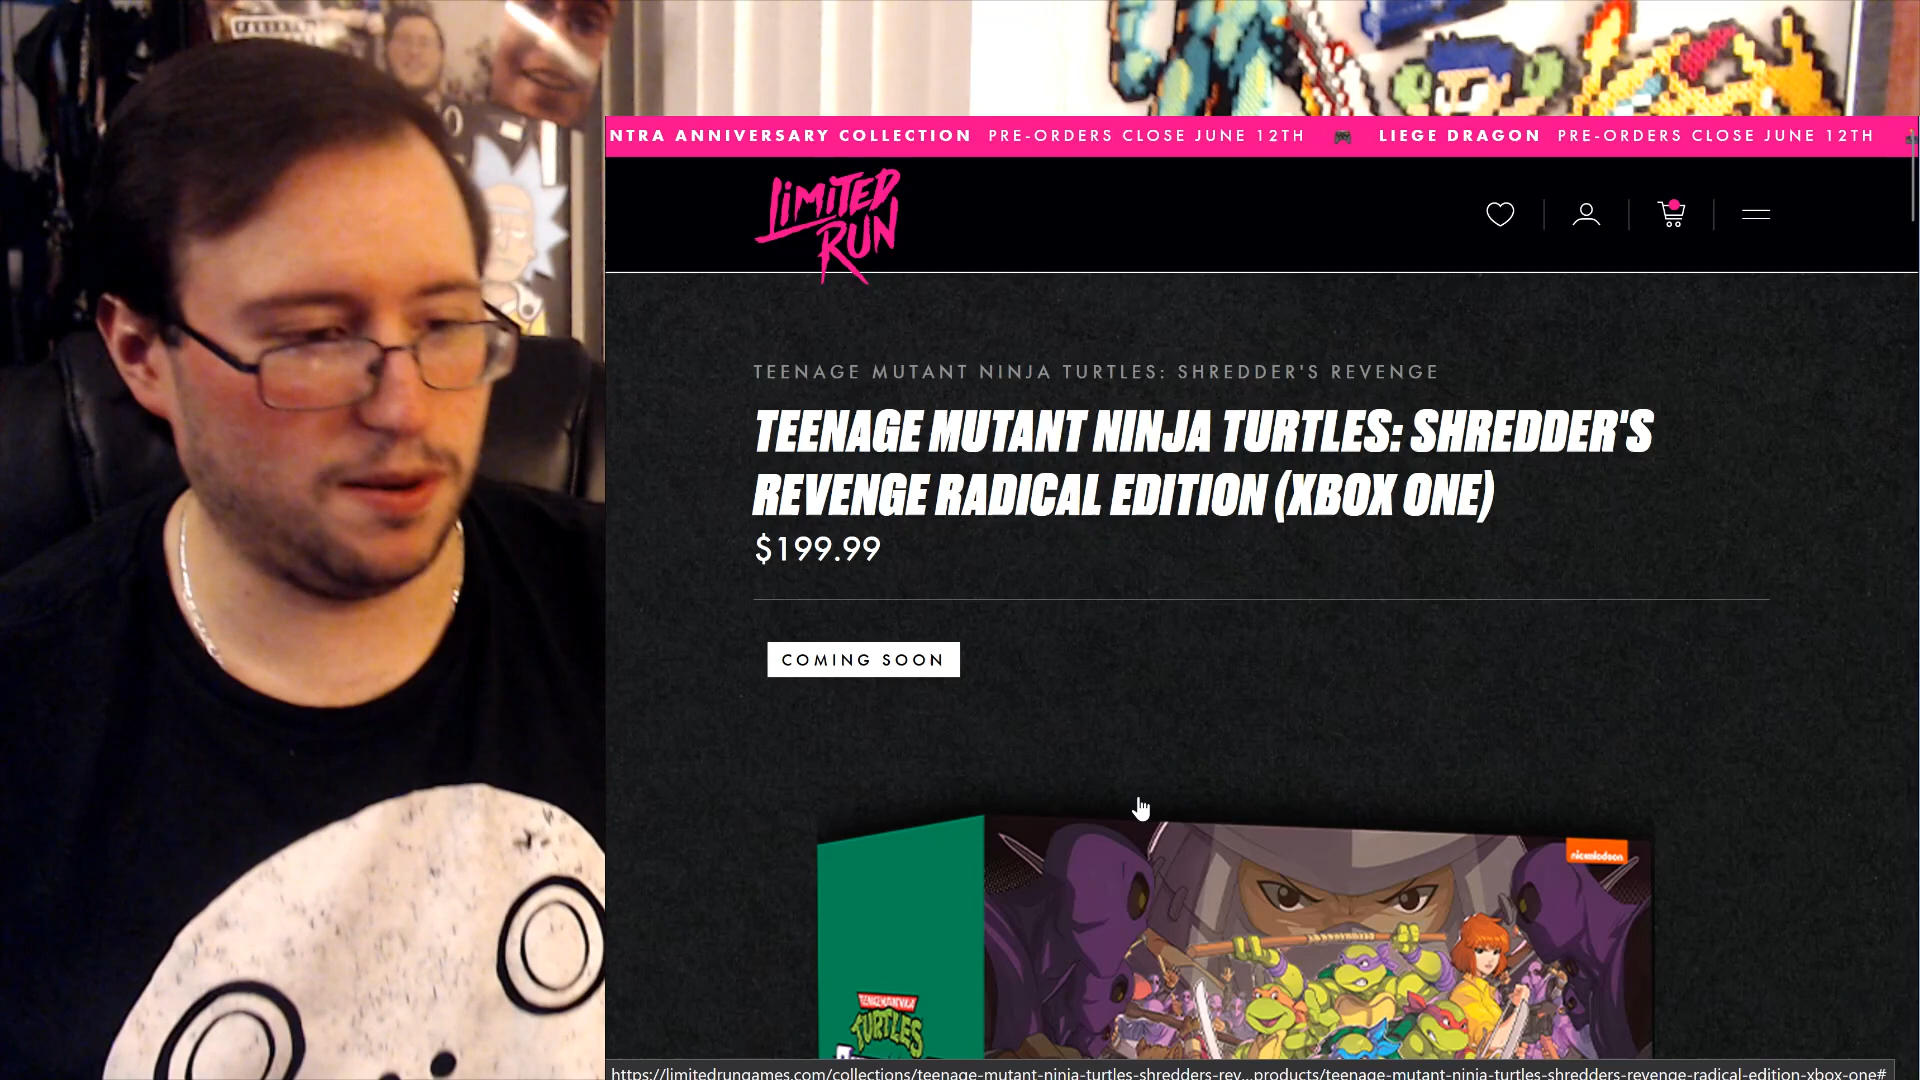 NTRA ANNIVERSARY COLLECTION PRE-ORDERS CLOSE JUNE 12TH LIEGE DRAGON PRE-ORDERS CLOSE JUNE 12TH
LIMITED
RUN
TEENAGE MUTANT NINJA TURTLES: SHREDDER'S REVENGE
TEENAGE MUTANT NINJA TURTLES: SHREDDER'S
REVENGE RADICAL EDITION (XBOX ONE)
$199.99
COMING SOON
nickelodeon
TEENAGE MUTANT NINJA
TURTLES
https://limitedrungames.com/collections/teenage-mutant-ninja-turtles-shredders-rev...products/teenage-mutant-ninja-turtles-shredders-revenge-radical-edition-xbox-one#